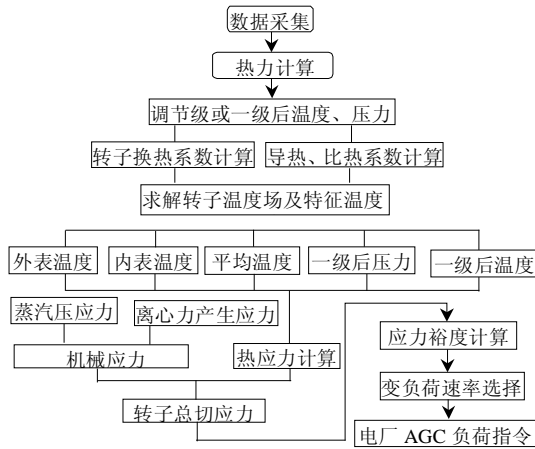 数据采集
热力计算
调节级或一级后温度、压力
转子换热系数计算
导热、比热系数计算
求解转子温度场及特征温度
外表温度
内表温度
平均温度
一级后压力
一级后温度
蒸汽压应力
离心力产生应力
机械应力
热应力计算
转子总切应力
应力裕度计算
变负荷速率选择
电厂 AGC 负荷指令